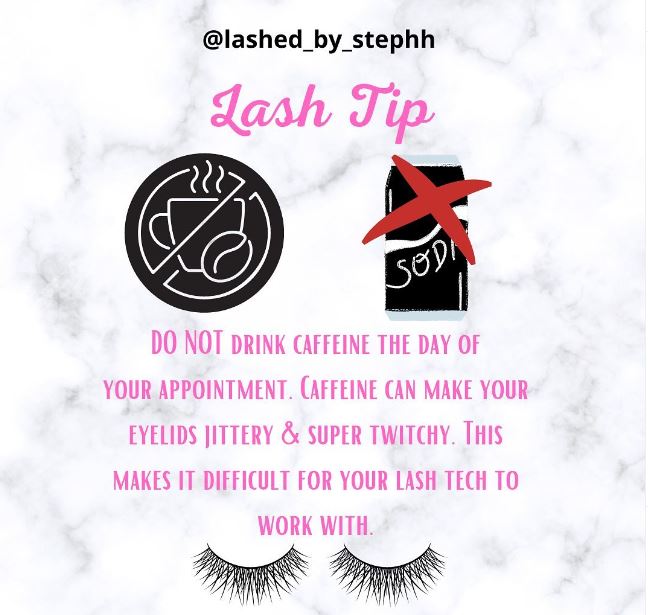 @lashed_by_stephh
Lash Tip
SODA
DO NOT DRINK CAFFEINE THE DAY OF
YOUR APPOINTMENT. CAFFEINE CAN MAKE YOUR
EYELIDS JITTERY & SUPER TWITCHY. THIS
MAKES IT DIFFICULT FOR YOUR LASH TECH TO
WORK WITH.